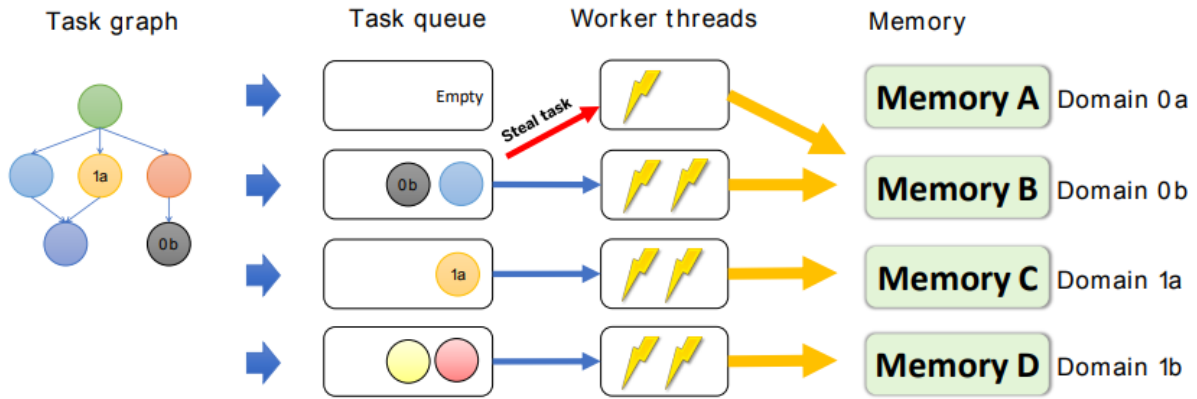 Task graph
Task queue
Worker threads
Memory
Empty
Steal task
Memory A
Domain 0a
1a
0b
Memory B
Domain 0b
0b
1a
Memory C
Domain 1a
Memory D
Domain 1b